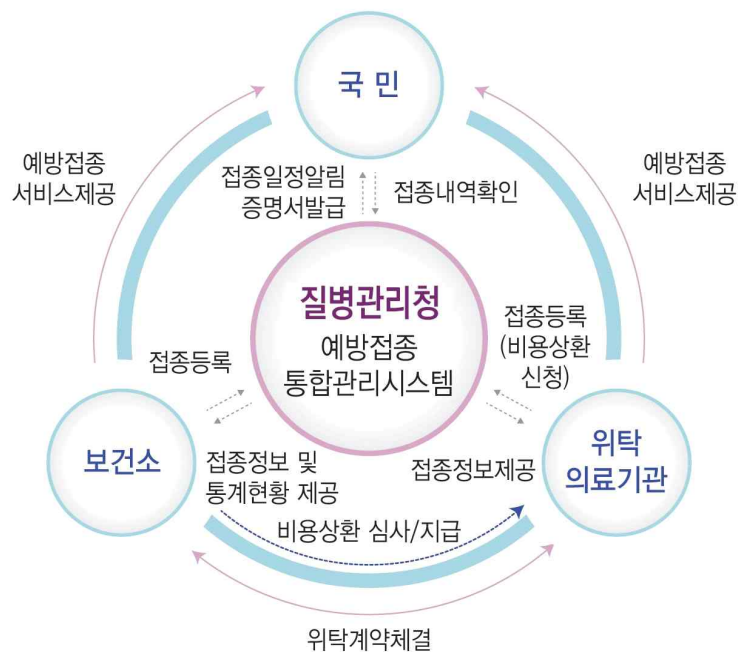 국 민
예방접종
서비스제공
접종일정알림
증명서발급
접종내역확인
예방접종
서비스제공
질병관리청
예방접종
통합관리시스템
접종등록
접종등록
(비용상환
신청)
보건소
접종정보 및
통계현황 제공
접종정보제공
위탁
의료기관
비용상환 심사/지급
위탁계약체결